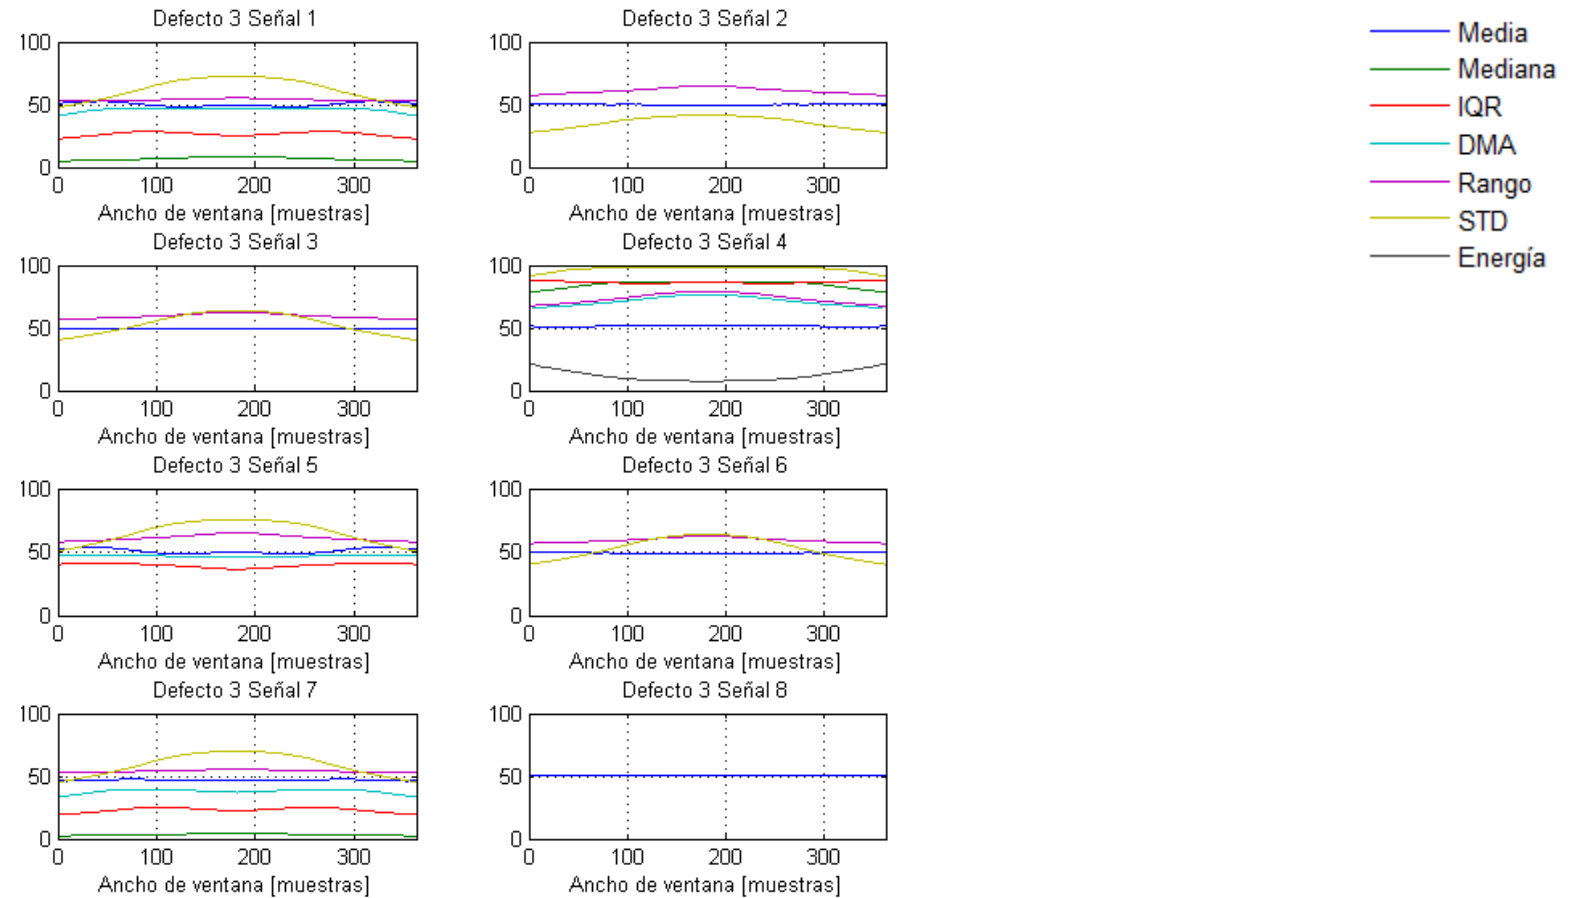 Defecto 3 Señal 1
100
50
0
0 100 200 300
Ancho de ventana [muestras]
Defecto 3 Señal 2
100
50
0
0 100 200 300
Ancho de ventana [muestras]
Defecto 3 Señal 3
100
50
0
0 100 200 300
Ancho de ventana [muestras]
Defecto 3 Señal 4
100
50
0
0 100 200 300
Ancho de ventana [muestras]
Defecto 3 Señal 5
100
50
0
0 100 200 300
Ancho de ventana [muestras]
Defecto 3 Señal 6
100
50
0
0 100 200 300
Ancho de ventana [muestras]
Defecto 3 Señal 7
100
50
0
0 100 200 300
Ancho de ventana [muestras]
Defecto 3 Señal 8
100
50
0
0 100 200 300
Ancho de ventana [muestras]
Media
Mediana
IQR
DMA
Rango
STD
Energía